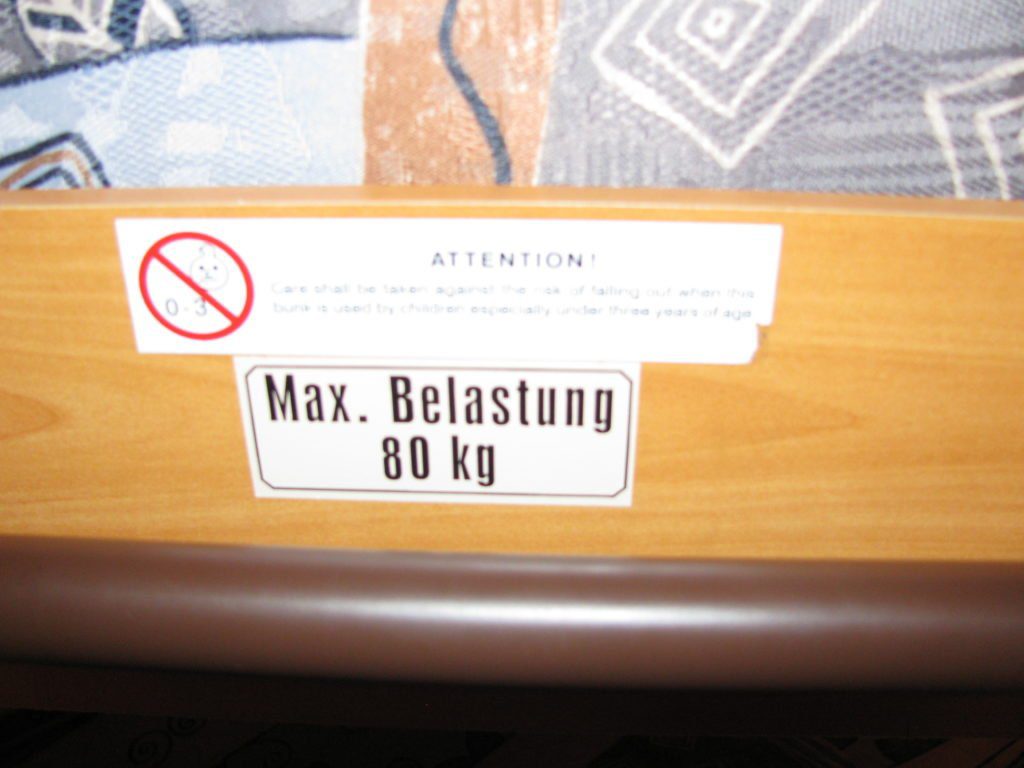 ATTENTION!
0-3
Care shall be taken against the risk of falling out when this
bunk is used by children especially under three years of age
Max. Belastung
80 kg